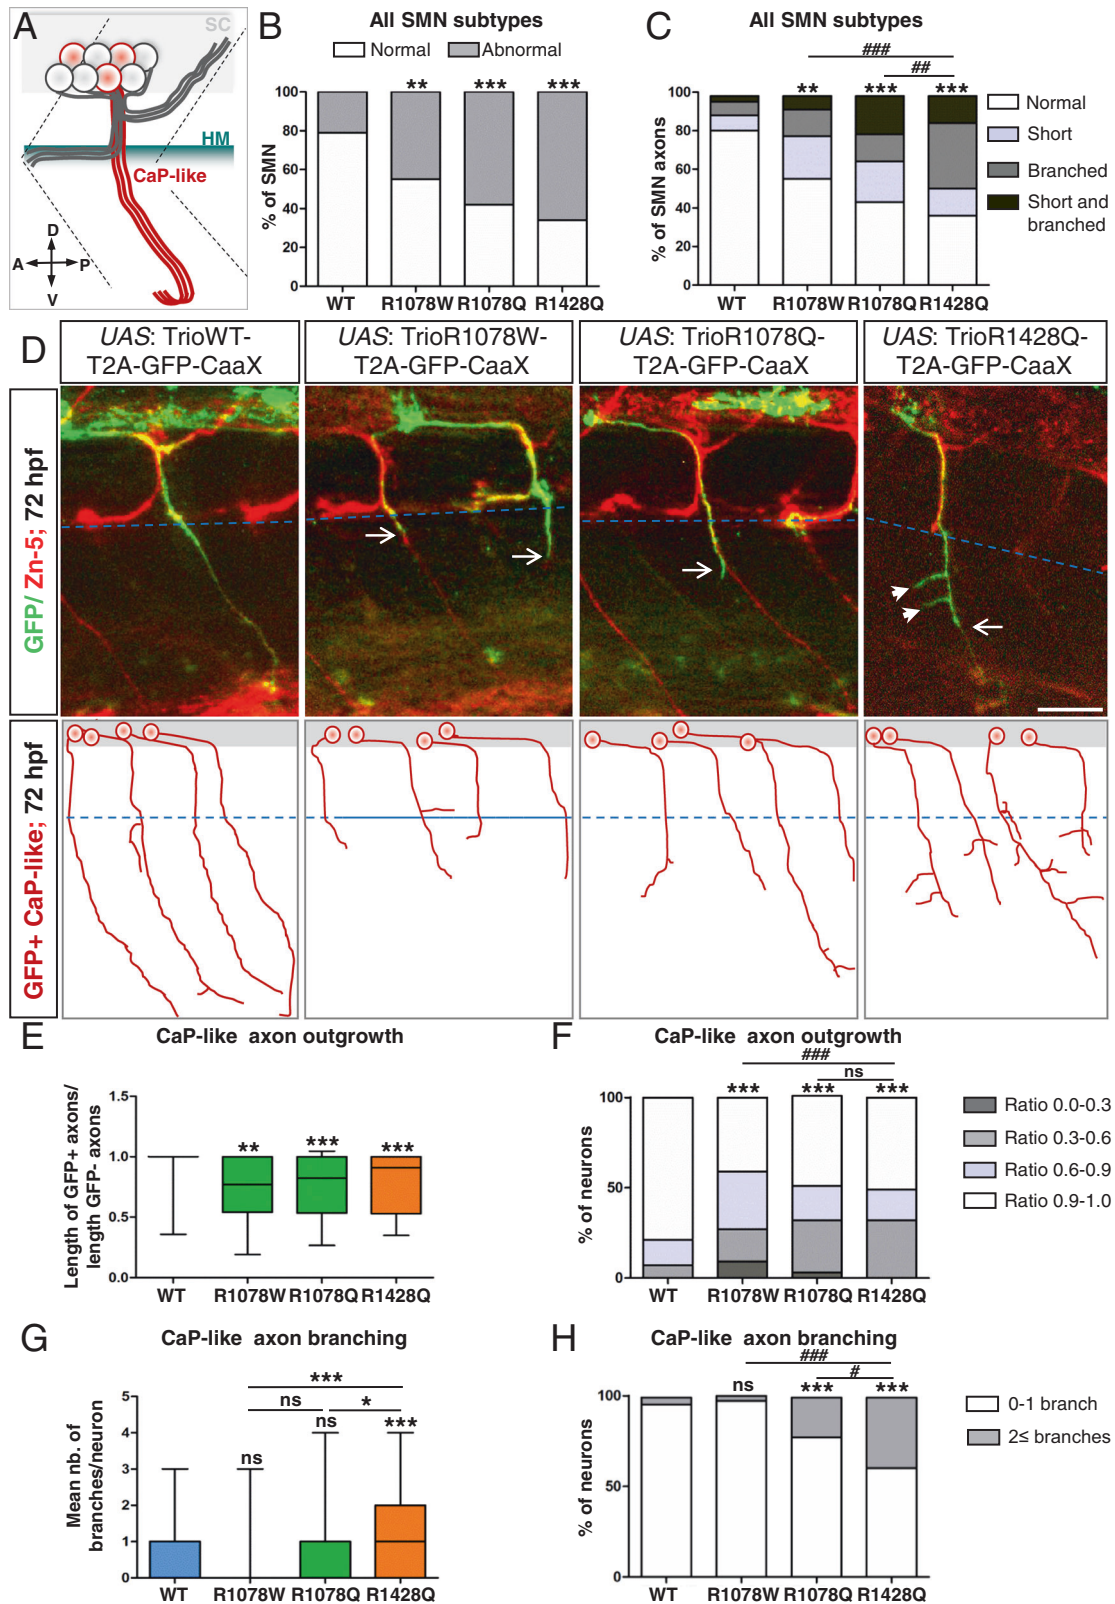 A
SC
HM
CaP-like
D
A
P
V
B
All SMN subtypes
Normal
Abnormal
% of SMN
100
80
60
40
20
0
**
***
***
WT
R1078W
R1078Q
R1428Q
C
All SMN subtypes
###
##
**
***
***
% of SMN axons
100
80
60
40
20
0
WT
R1078W
R1078Q
R1428Q
Normal
Short
Branched
Short and
branched
D
UAS: TrioWT-
T2A-GFP-CaaX
UAS: TrioR1078W-
T2A-GFP-CaaX
UAS: TrioR1078Q-
T2A-GFP-CaaX
UAS: TrioR1428Q-
T2A-GFP-CaaX
GFP/ Zn-5; 72 hpf
GFP+ CaP-like; 72 hpf
E
CaP-like axon outgrowth
Length of GFP+ axons/
length GFP- axons
1.5
1.0
0.5
0.0
**
***
***
WT
R1078W
R1078Q
R1428Q
F
CaP-like axon outgrowth
###
ns
***
***
***
% of neurons
100
50
0
WT
R1078W
R1078Q
R1428Q
Ratio 0.0-0.3
Ratio 0.3-0.6
Ratio 0.6-0.9
Ratio 0.9-1.0
G
CaP-like axon branching
Mean nb. of
branches/neuron
5
4
3
2
1
0
***
ns
*
ns
ns
***
WT
R1078W
R1078Q
R1428Q
H
CaP-like axon branching
###
#
ns
***
***
% of neurons
100
50
0
WT
R1078W
R1078Q
R1428Q
0-1 branch
2≤ branches